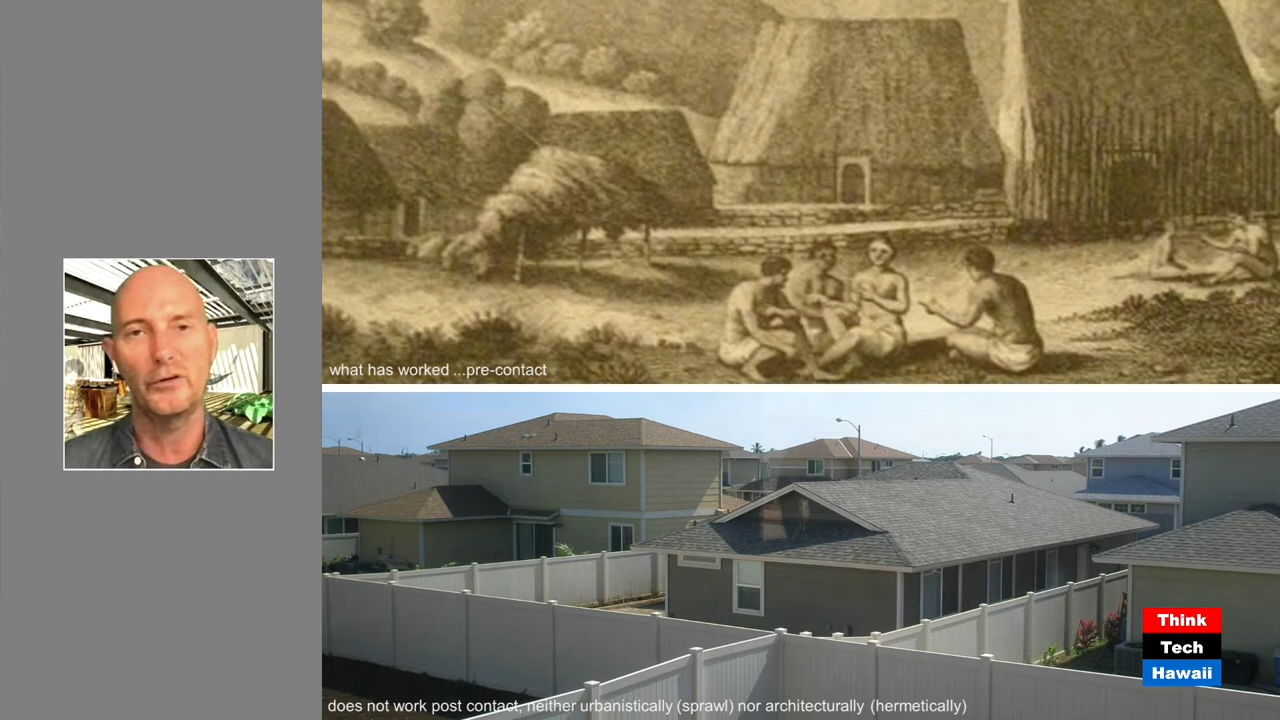 what has worked ...pre-contact
does not work post contact, neither urbanistically (sprawl) nor architecturally (hermetically)
Think
Tech
Hawaii